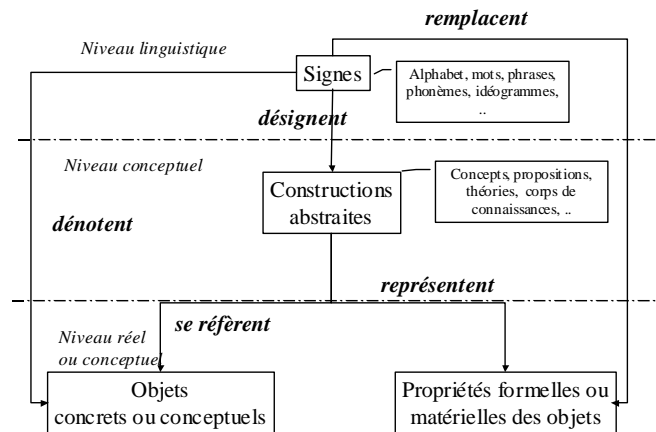 remplacent
Niveau linguistique
Signes
Alphabet, mots, phrases,
phonèmes, idéogrammes,
..
désignent
Niveau conceptuel
Constructions
abstraites
Concepts, propositions,
théories, corps de
connaissances, ..
dénotent
représentent
se réfèrent
Niveau réel
ou conceptuel
Objets
concrets ou conceptuels
Propriétés formelles ou
matérielles des objets